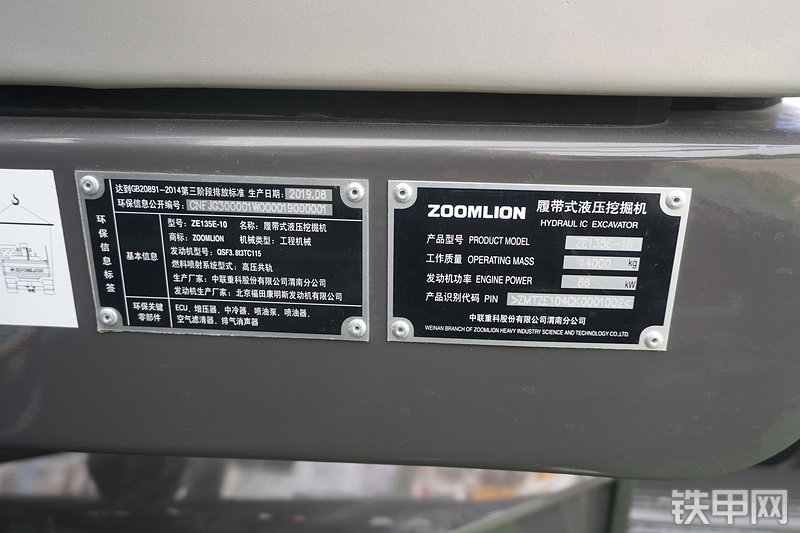 环保信息标签
达到GB20891-2014第三阶段排放标准 生产日期: 2019.08
环保信息公开编号: CNFJG300001W000019000001
基本信息
型号: ZE135E-10 名称: 履带式液压挖掘机
商标: ZOOMLION 机械类型: 工程机械
发动机型号: QSF3.8t3TC115
燃料喷射系统型式: 高压共轨
生产厂家: 中联重科股份有限公司渭南分公司
发动机生产厂家: 北京福田康明斯发动机有限公司
环保关键零部件
ECU、增压器、中冷器、喷油泵、喷油器、
空气滤清器、排气消声器
ZOOMLION 履带式液压挖掘机
HYDRAULIC EXCAVATOR
产品型号 PRODUCT MODEL ZE135E-10
工作质量 OPERATING MASS 14000 kg
发动机功率 ENGINE POWER 86 kW
产品识别代码 PIN
中联重科股份有限公司渭南分公司
WEINAN BRANCH OF ZOOMLION HEAVY INDUSTRY SCIENCE AND TECHNOLOGY CO.,LTD.
铁甲网